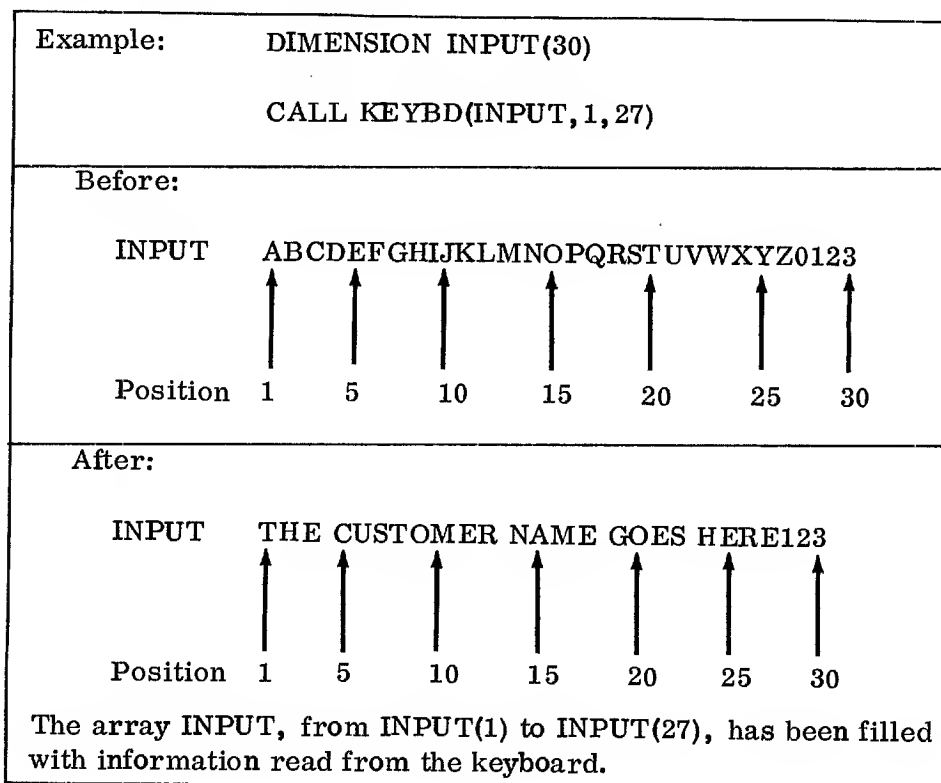 Example: DIMENSION INPUT(30)
CALL KEYBD(INPUT, 1, 27)
Before:
INPUT ABCDEFGHIJKLMNOPQRSTUVWXYZ0123
Position 1 5 10 15 20 25 30
After:
INPUT THE CUSTOMER NAME GOES HERE123
Position 1 5 10 15 20 25 30
The array INPUT, from INPUT(1) to INPUT(27), has been filled
with information read from the keyboard.